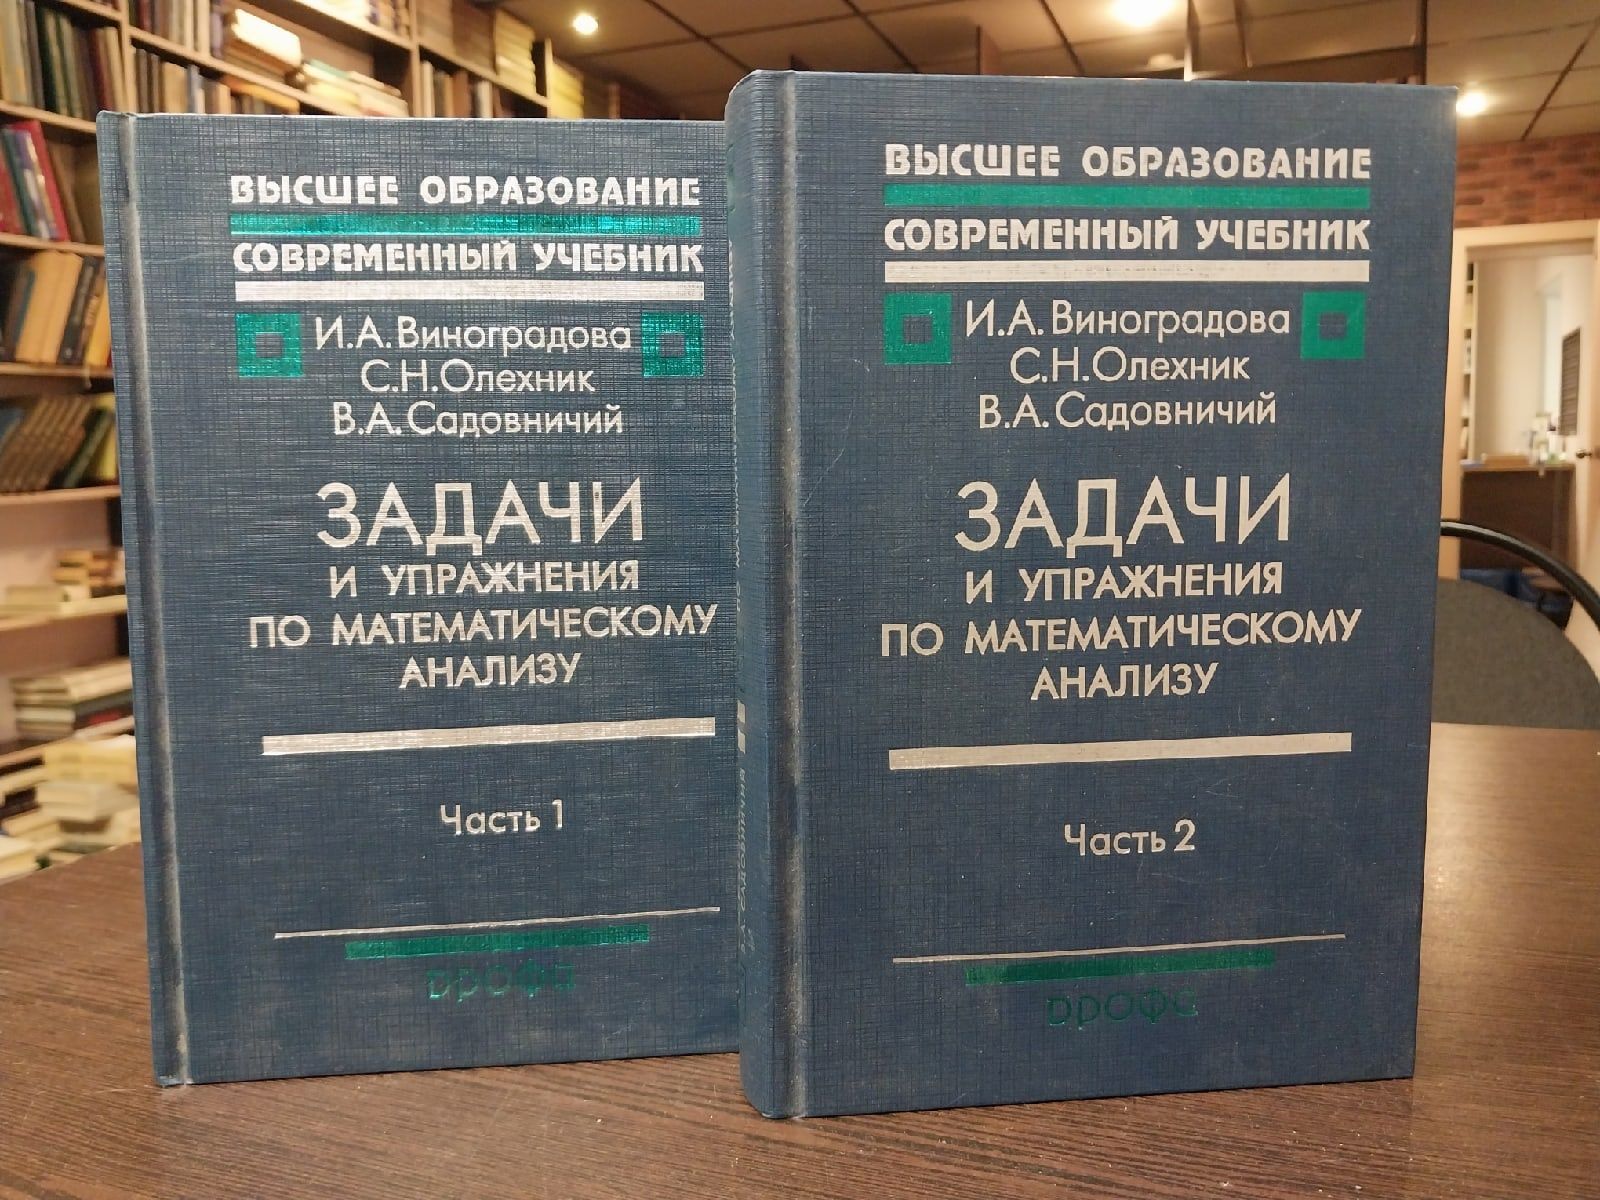 ВЫСШЕЕ ОБРАЗОВАНИЕ
СОВРЕМЕННЫЙ УЧЕБНИК
И.А.Виноградова
С.Н.Олехник
В.А.Садовничий
ЗАДАЧИ
И УПРАЖНЕНИЯ
ПО МАТЕМАТИЧЕСКОМУ
АНАЛИЗУ
Часть 1
дрофа
ВЫСШЕЕ ОБРАЗОВАНИЕ
СОВРЕМЕННЫЙ УЧЕБНИК
И.А.Виноградова
С.Н.Олехник
В.А.Садовничий
ЗАДАЧИ
И УПРАЖНЕНИЯ
ПО МАТЕМАТИЧЕСКОМУ
АНАЛИЗУ
Часть 2
дрофа